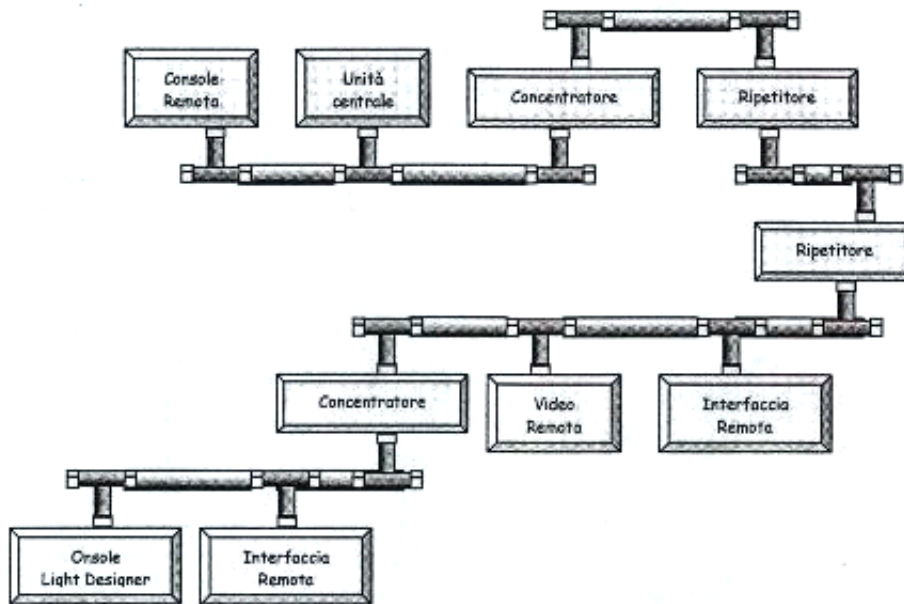 Console
Remota
Unità
centrale
Concentratore
Ripetitore
Ripetitore
Concentratore
Video
Remota
Interfaccia
Remota
Onsole
Light Designer
Interfaccia
Remota